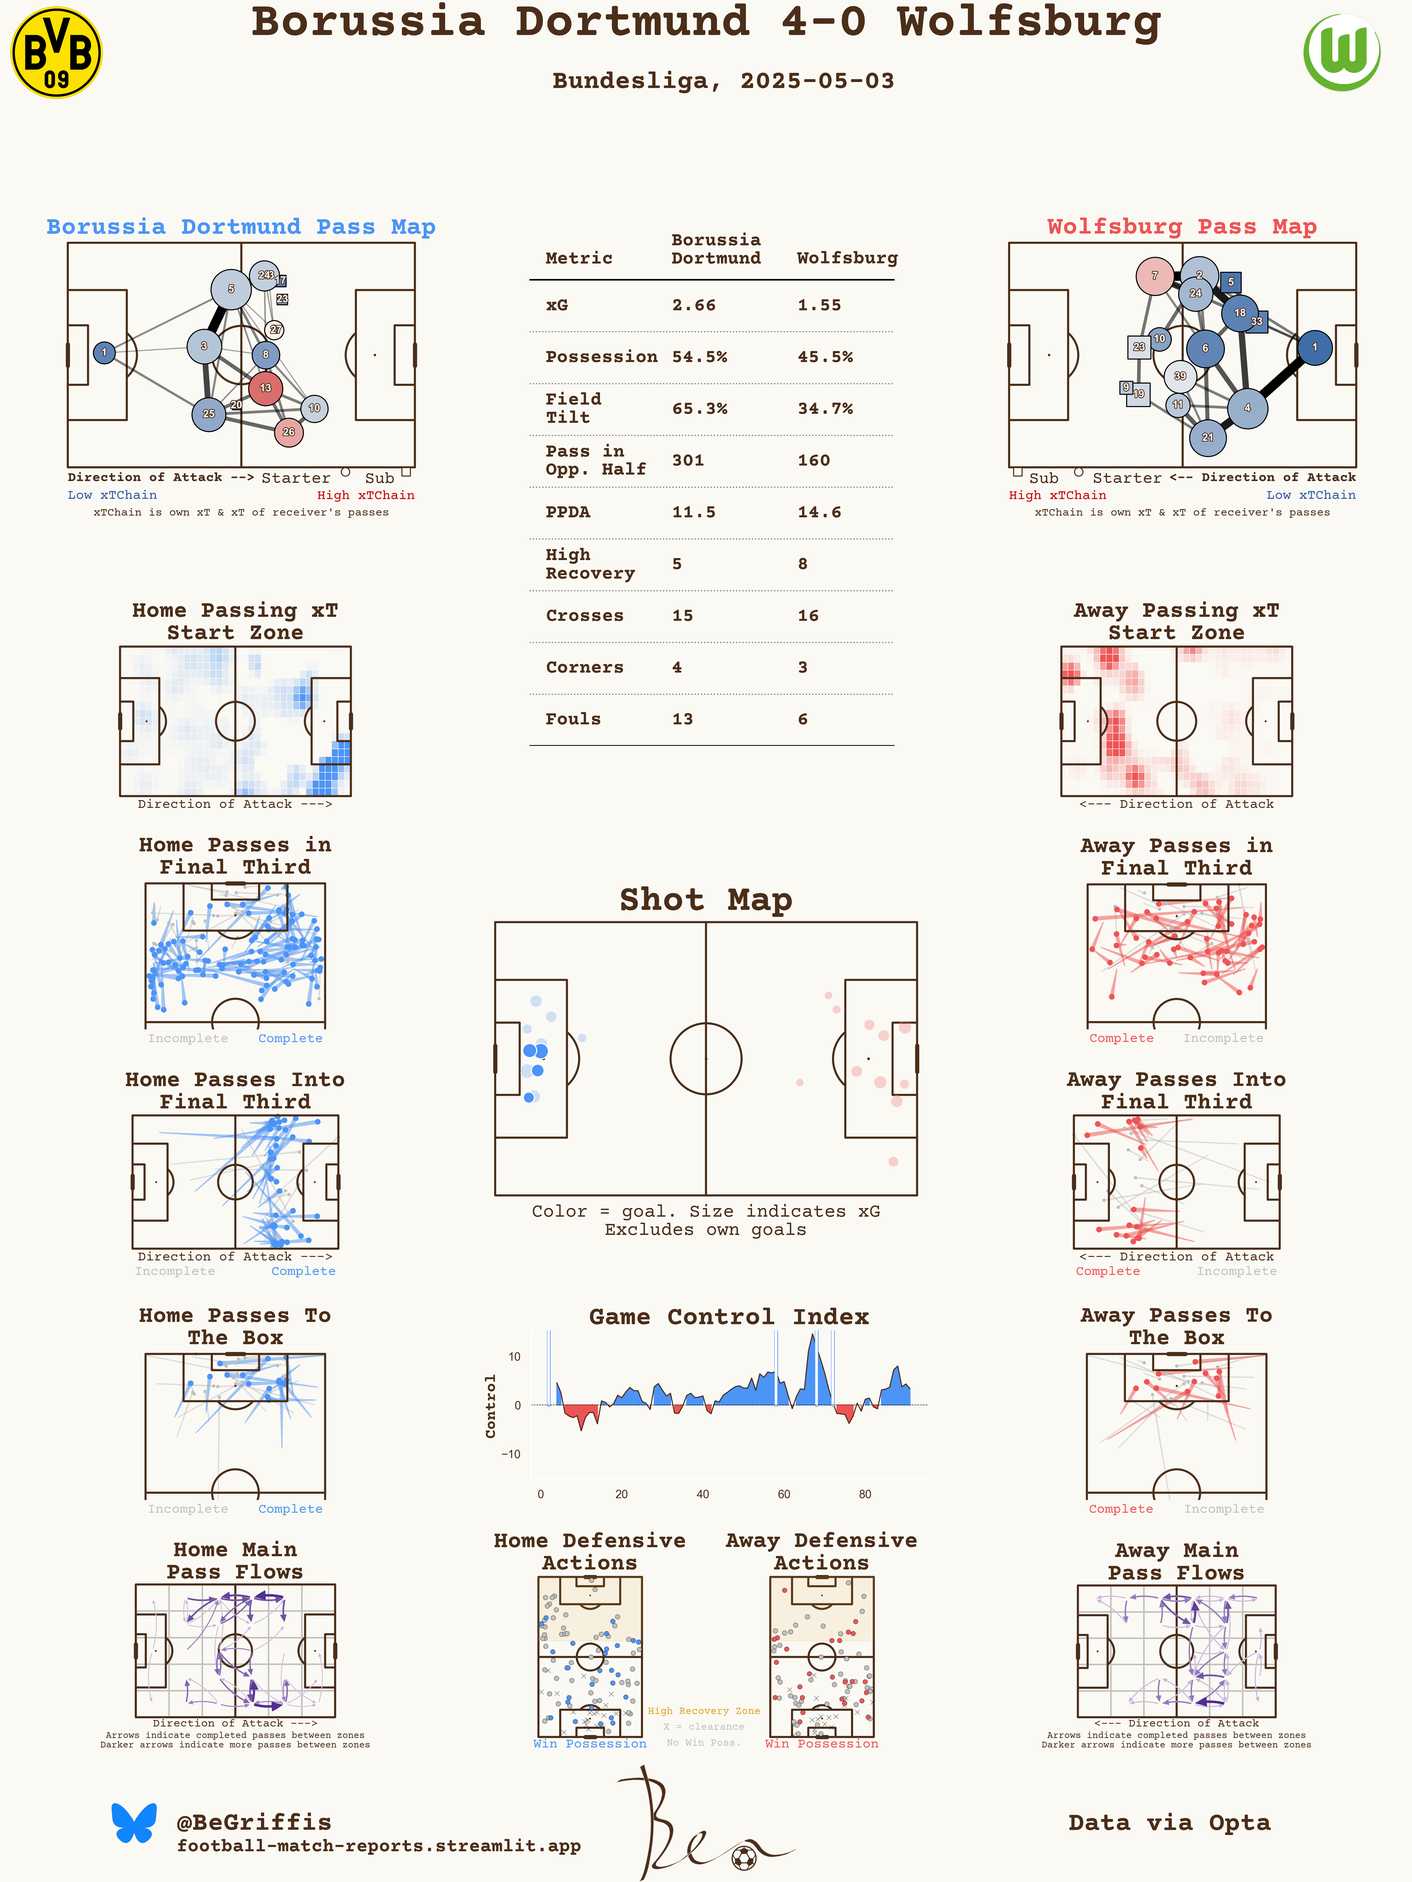 Borussia Dortmund 4-0 Wolfsburg
Bundesliga, 2025-05-03
BVB
09
W
Borussia Dortmund Pass Map
5
24
17
23
27
1
3
8
13
20
10
25
26
Direction of Attack --> Starter Sub
Low xTChain High xTChain
xTChain is own xT & xT of receiver's passes
Metric Borussia Dortmund Wolfsburg
xG 2.66 1.55
Possession 54.5% 45.5%
Field Tilt 65.3% 34.7%
Pass in Opp. Half 301 160
PPDA 11.5 14.6
High Recovery 5 8
Crosses 15 16
Corners 4 3
Fouls 13 6
Wolfsburg Pass Map
7
2
5
24
18
33
23
10
6
1
39
9
19
11
4
21
Sub Starter <-- Direction of Attack
High xTChain Low xTChain
xTChain is own xT & xT of receiver's passes
Home Passing xT
Start Zone
Direction of Attack --->
Away Passing xT
Start Zone
<--- Direction of Attack
Home Passes in
Final Third
Incomplete Complete
Away Passes in
Final Third
Complete Incomplete
Shot Map
Color = goal. Size indicates xG
Excludes own goals
Home Passes Into
Final Third
Direction of Attack --->
Incomplete Complete
Away Passes Into
Final Third
<--- Direction of Attack
Complete Incomplete
Home Passes To
The Box
Incomplete Complete
Game Control Index
Control
10
0
−10
0 20 40 60 80
Away Passes To
The Box
Complete Incomplete
Home Main
Pass Flows
Direction of Attack --->
Arrows indicate completed passes between zones
Darker arrows indicate more passes between zones
Home Defensive
Actions
Win Possession
High Recovery Zone
X = clearance
No Win Poss.
Away Defensive
Actions
Win Possession
Away Main
Pass Flows
<--- Direction of Attack
Arrows indicate completed passes between zones
Darker arrows indicate more passes between zones
@BeGriffis
football-match-reports.streamlit.app
Ben
Data via Opta